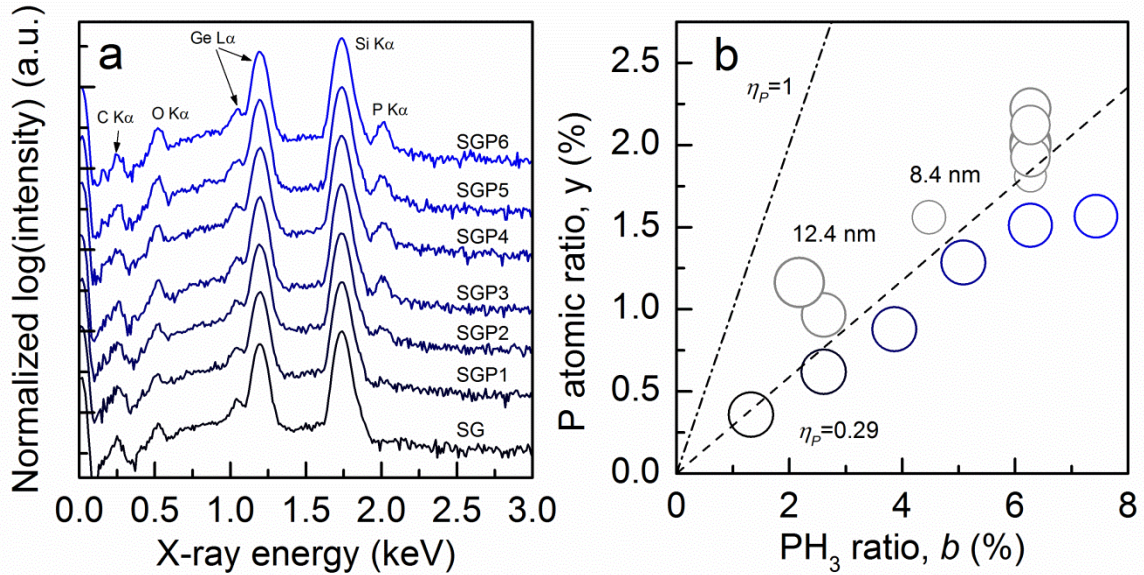 a
Ge Lα
Si Kα
C Kα
O Kα
P Kα
SGP6
SGP5
SGP4
SGP3
SGP2
SGP1
SG
Normalized log(intensity) (a.u.)
0.0 0.5 1.0 1.5 2.0 2.5 3.0
X-ray energy (keV)
b
η_P=1
8.4 nm
12.4 nm
η_P=0.29
P atomic ratio, y (%)
2.5
2.0
1.5
1.0
0.5
0.0
0 2 4 6 8
PH₃ ratio, b (%)